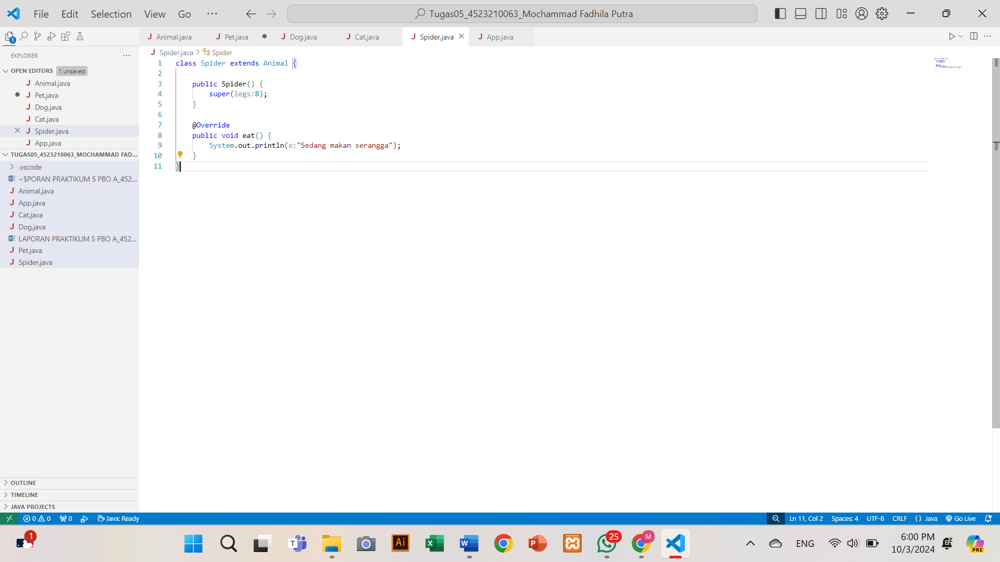 File Edit Selection View Go ···
Tugas05_4523210063_Mochammad Fadhila Putra
Animal.java Pet.java Dog.java Cat.java Spider.java App.java
EXPLORER
OPEN EDITORS 1 unsaved
Animal.java
Pet.java
Dog.java
Cat.java
Spider.java
App.java
TUGAS05_4523210063_MOCHAMMAD FAD...
.vscode
~$PORAN PRAKTIKUM 5 PBO A_452...
Animal.java
App.java
Cat.java
Dog.java
LAPORAN PRAKTIKUM 5 PBO A_452...
Pet.java
Spider.java
OUTLINE
TIMELINE
JAVA PROJECTS
Spider.java > Spider
1 class Spider extends Animal {
2
3 public Spider() {
4 super(legs:8);
5 }
6
7 @Override
8 public void eat() {
9 System.out.println(x:"Sedang makan serangga");
10 }
11 }
0 0 0 Java: Ready
Ln 11, Col 2 Spaces: 4 UTF-8 CRLF {} Java Go Live
1
25
M
ENG
6:00 PM
10/3/2024
PRE